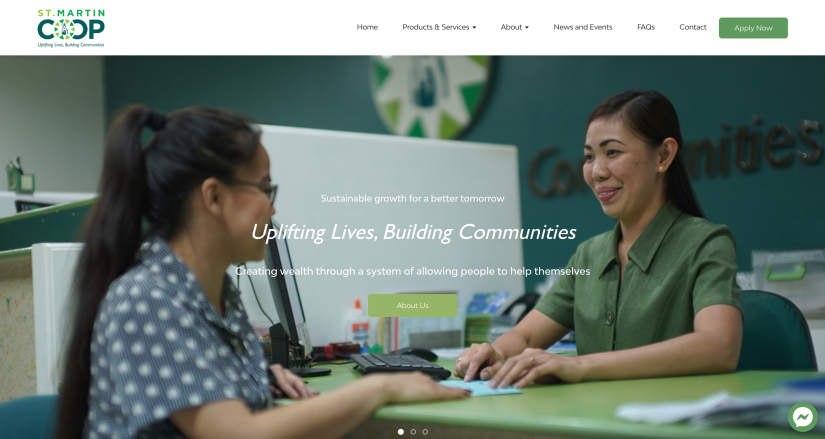 ST. MARTIN
COOP
Uplifting Lives, Building Communities
Home
Products & Services
About
News and Events
FAQs
Contact
Apply Now
Communities
Sustainable growth for a better tomorrow
Uplifting Lives, Building Communities
Creating wealth through a system of allowing people to help themselves
About Us